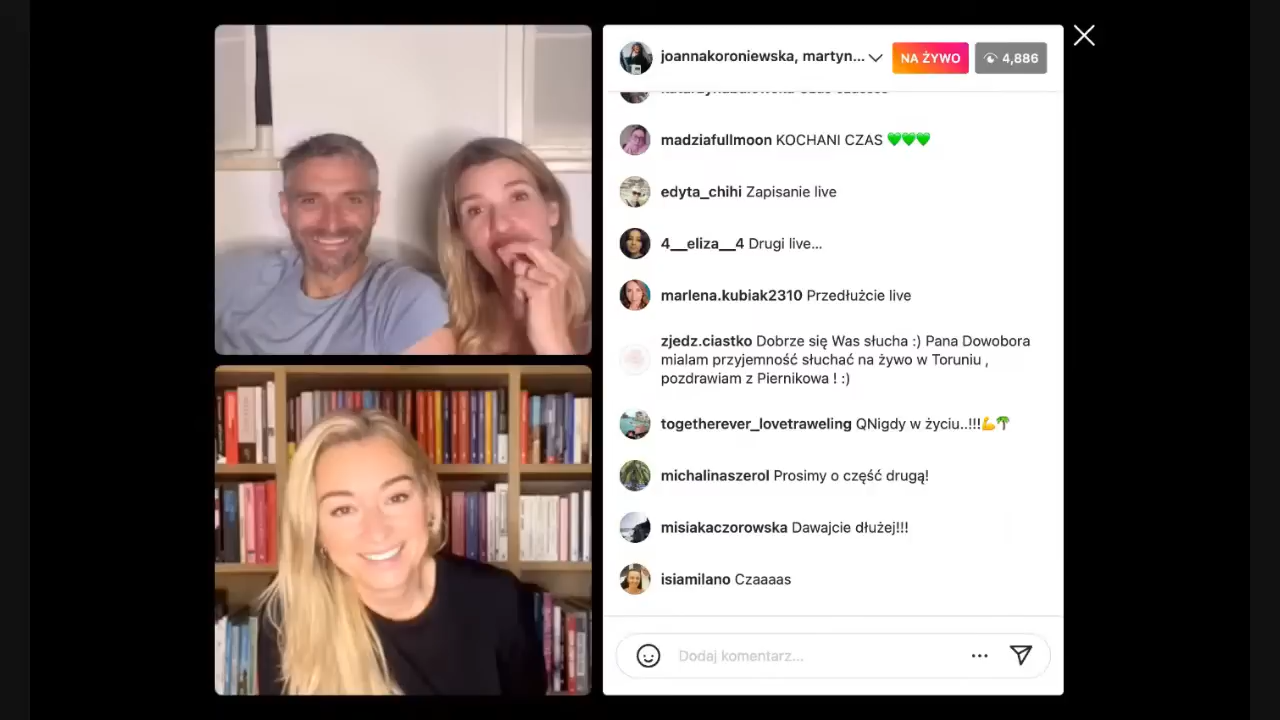 joannakoroniewska, martyn...
NA ŻYWO
4,886
madziafullmoon KOCHANI CZAS 💚💚💚
edyta_chihi Zapisanie live
4__eliza__4 Drugi live...
marlena.kubiak2310 Przedłużcie live
zjedz.ciastko Dobrze się Was słucha :) Pana Dowobora
mialam przyjemność słuchać na żywo w Toruniu ,
pozdrawiam z Piernikowa ! :)
togetherever_lovetraweling QNigdy w życiu..!!!💪🌴
michalinaszerol Prosimy o część drugą!
misiakaczorowska Dawajcie dłużej!!!
isiamilano Czaaaas
Dodaj komentarz...